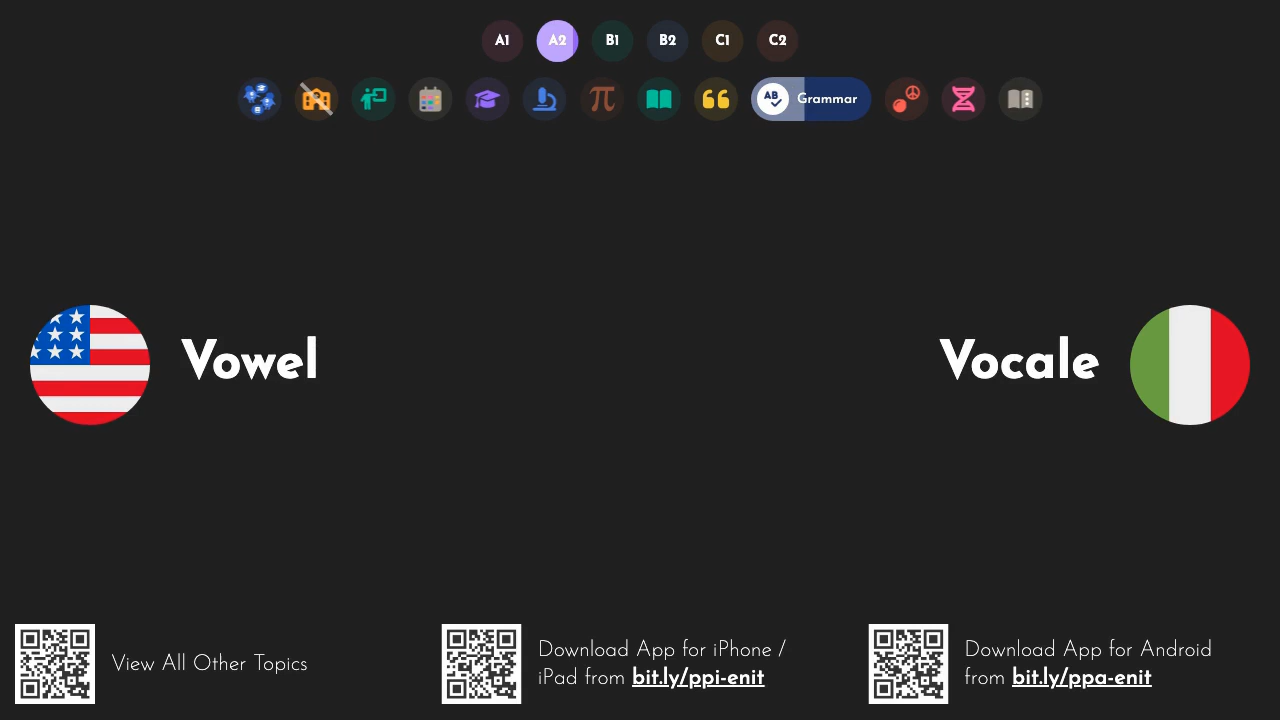 A1 A2 B1 B2 C1 C2
AB Grammar
Vowel
Vocale
View All Other Topics
Download App for iPhone /
iPad from bit.ly/ppi-enit
Download App for Android
from bit.ly/ppa-enit